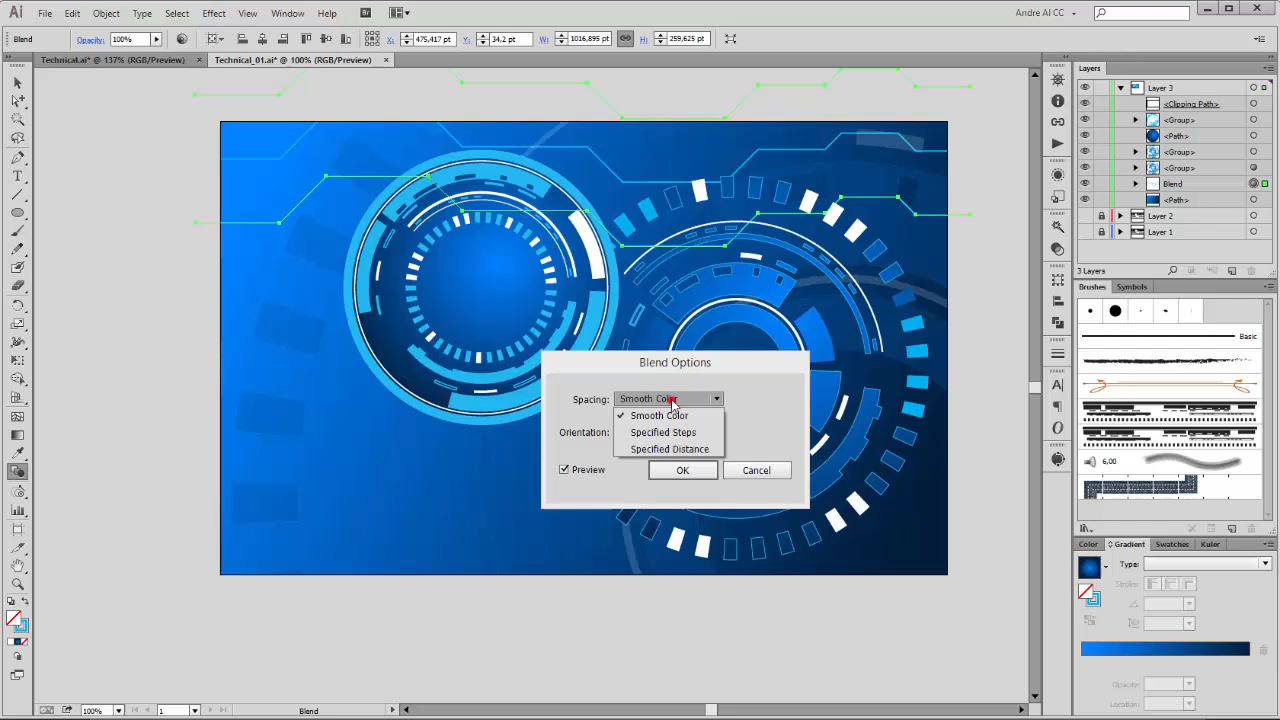 Ai File Edit Object Type Select Effect View Window Help Br Andre AI CC
Blend Opacity: 100% X: 475,417 pt Y: 34,2 pt W: 1016,895 pt H: 259,625 pt
Technical.ai* @ 137% (RGB/Preview) × Technical_01.ai* @ 100% (RGB/Preview) ×
Layers
Layer 3
<Clipping Path>
<Group>
<Path>
<Group>
<Group>
Blend
<Path>
Layer 2
Layer 1
3 Layers
Brushes Symbols
Basic
6,00
Blend Options
Spacing: Smooth Color
Smooth Color
Orientation: Specified Steps
Specified Distance
Preview OK Cancel
Color Gradient Swatches Kuler
Type:
Stroke:
Opacity:
Location:
100% 1 Blend